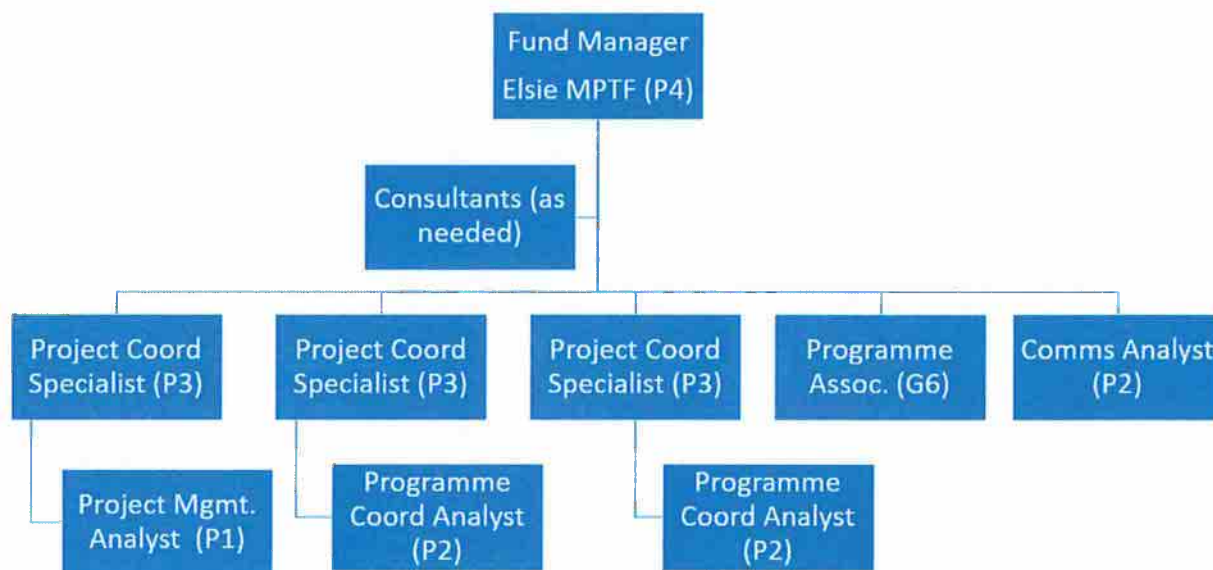 Fund Manager
Elsie MPTF (P4)
Consultants (as
needed)
Project Coord
Specialist (P3)
Project Coord
Specialist (P3)
Project Coord
Specialist (P3)
Programme
Assoc. (G6)
Comms Analyst
(P2)
Project Mgmt.
Analyst (P1)
Programme
Coord Analyst
(P2)
Programme
Coord Analyst
(P2)